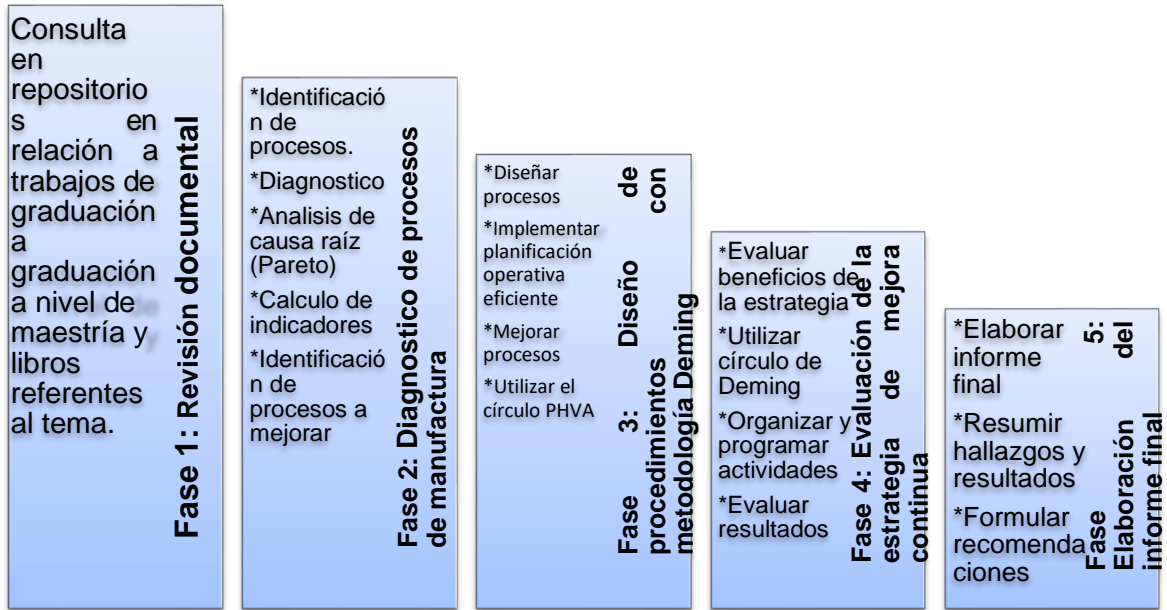 Consulta
en
repositorio
s en
relación a
trabajos de
graduación
a
graduación
a nivel de
maestría y
libros
referentes
al tema.
Fase 1: Revisión documental
*Identificació
n de
procesos.
*Diagnostico
*Analisis de
causa raíz
(Pareto)
*Calculo de
indicadores
*Identificació
n de
procesos a
mejorar
Fase 2: Diagnostico de procesos
de manufactura
*Diseñar
procesos
*Implementar
planificación
operativa
eficiente
*Mejorar
procesos
*Utilizar el
círculo PHVA
Fase 3: Diseño de
procedimientos con
metodología Deming
*Evaluar
beneficios de
la estrategia
*Utilizar
círculo de
Deming
*Organizar y
programar
actividades
*Evaluar
resultados
Fase 4: Evaluación de la
estrategia de mejora
continua
*Elaborar
informe
final
*Resumir
hallazgos y
resultados
*Formular
recomenda
ciones
Fase 5:
Elaboración del
informe final